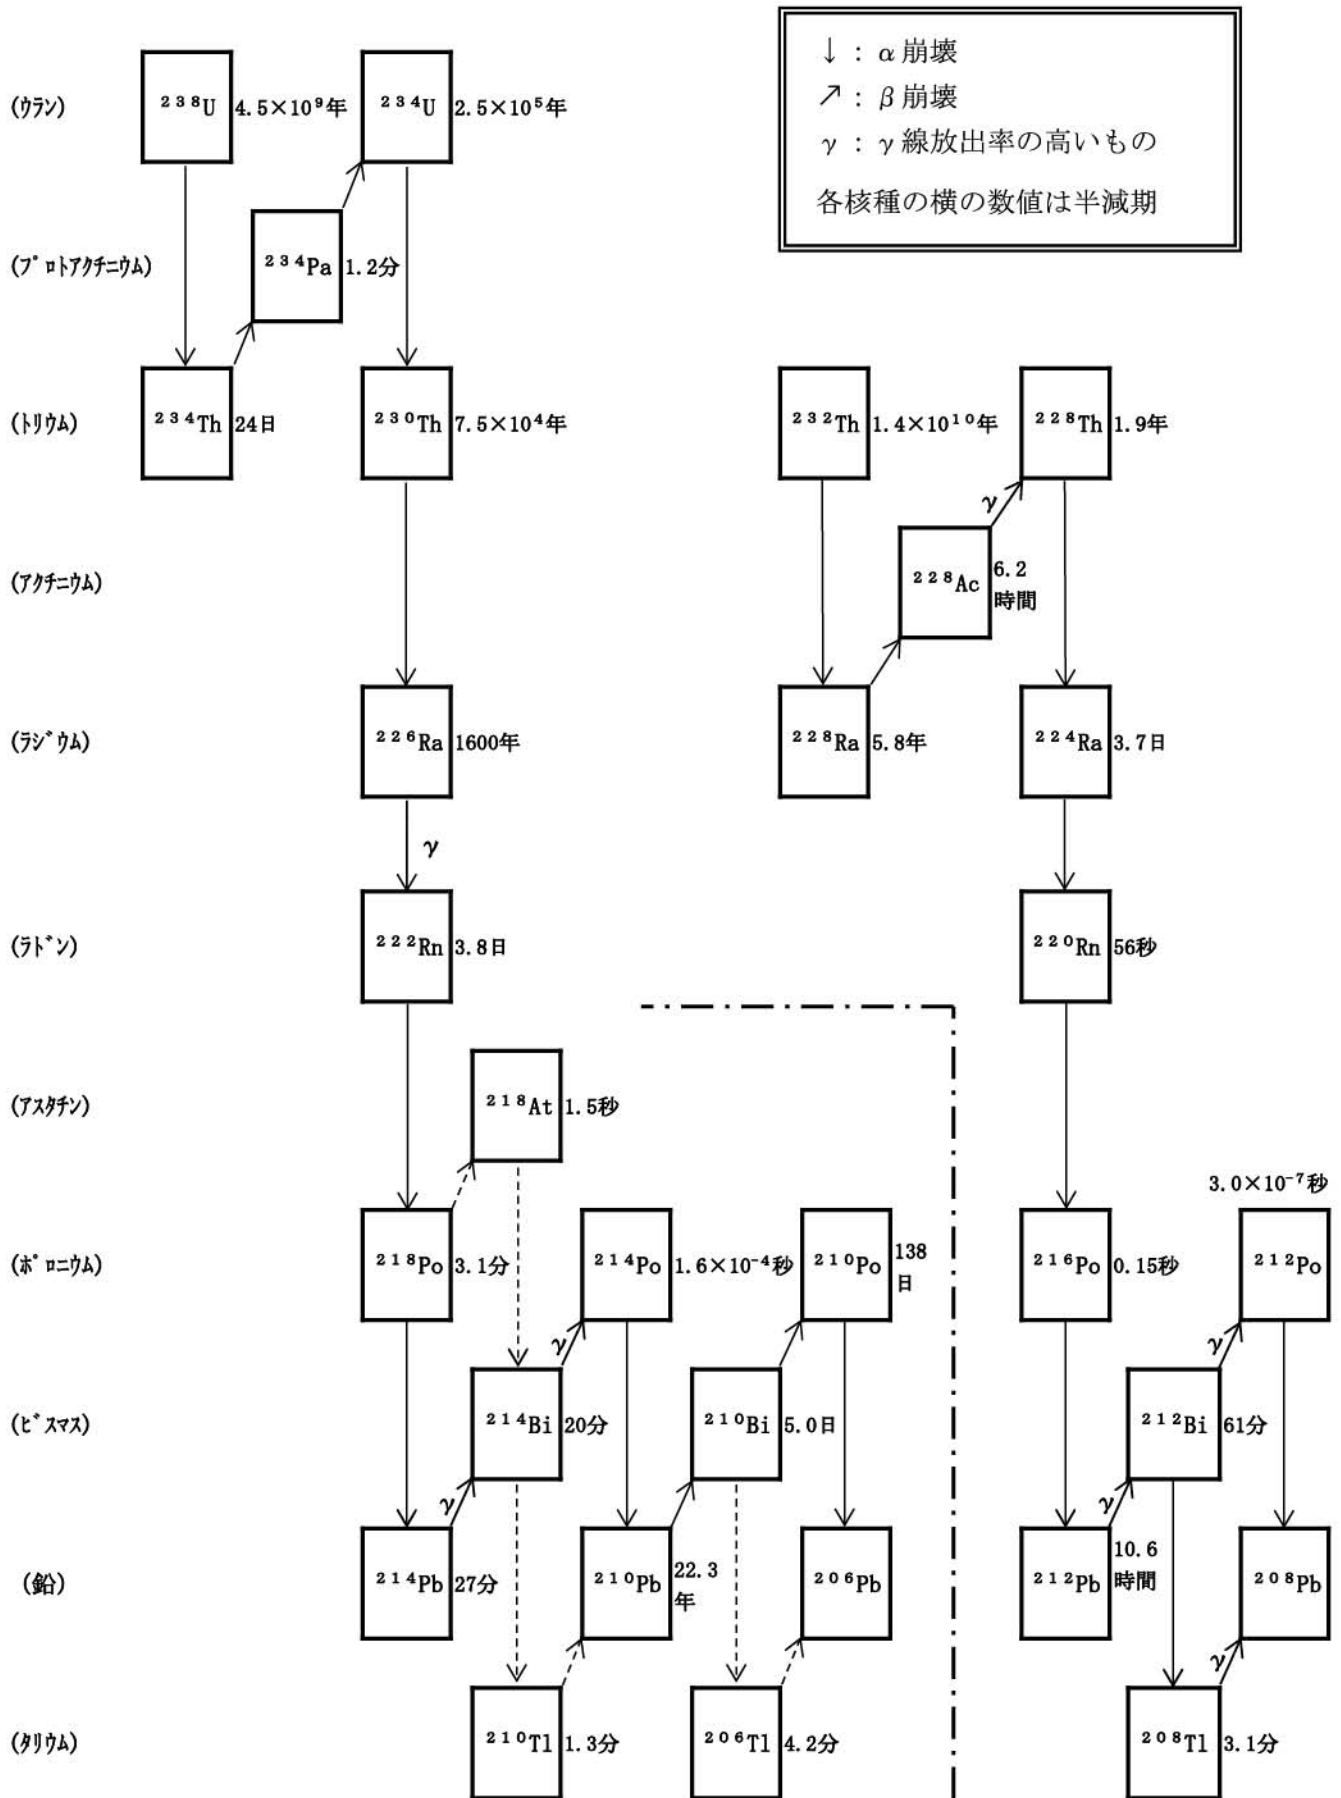 ↓ : α崩壊
↗ : β崩壊
γ : γ線放出率の高いもの
各核種の横の数値は半減期
(ウラン) ²³⁸U 4.5×10⁹年 ²³⁴U 2.5×10⁵年
(プロトアクチニウム) ²³⁴Pa 1.2分
(トリウム) ²³⁴Th 24日 ²³⁰Th 7.5×10⁴年 ²³²Th 1.4×10¹⁰年 ²²⁸Th 1.9年
γ
(アクチニウム) ²²⁸Ac 6.2
時間
(ラジウム) ²²⁶Ra 1600年 ²²⁸Ra 5.8年 ²²⁴Ra 3.7日
γ
(ラドン) ²²²Rn 3.8日 ²²⁰Rn 56秒
(アスタチン) ²¹⁸At 1.5秒
3.0×10⁻⁷秒
(ポロニウム) ²¹⁸Po 3.1分 ²¹⁴Po 1.6×10⁻⁴秒 ²¹⁰Po 138
日 ²¹⁶Po 0.15秒 ²¹²Po
γ γ
(ビスマス) ²¹⁴Bi 20分 ²¹⁰Bi 5.0日 ²¹²Bi 61分
γ γ
(鉛) ²¹⁴Pb 27分 ²¹⁰Pb 22.3
年 ²⁰⁶Pb ²¹²Pb 10.6
時間 ²⁰⁸Pb
γ
(タリウム) ²¹⁰Tl 1.3分 ²⁰⁶Tl 4.2分 ²⁰⁸Tl 3.1分